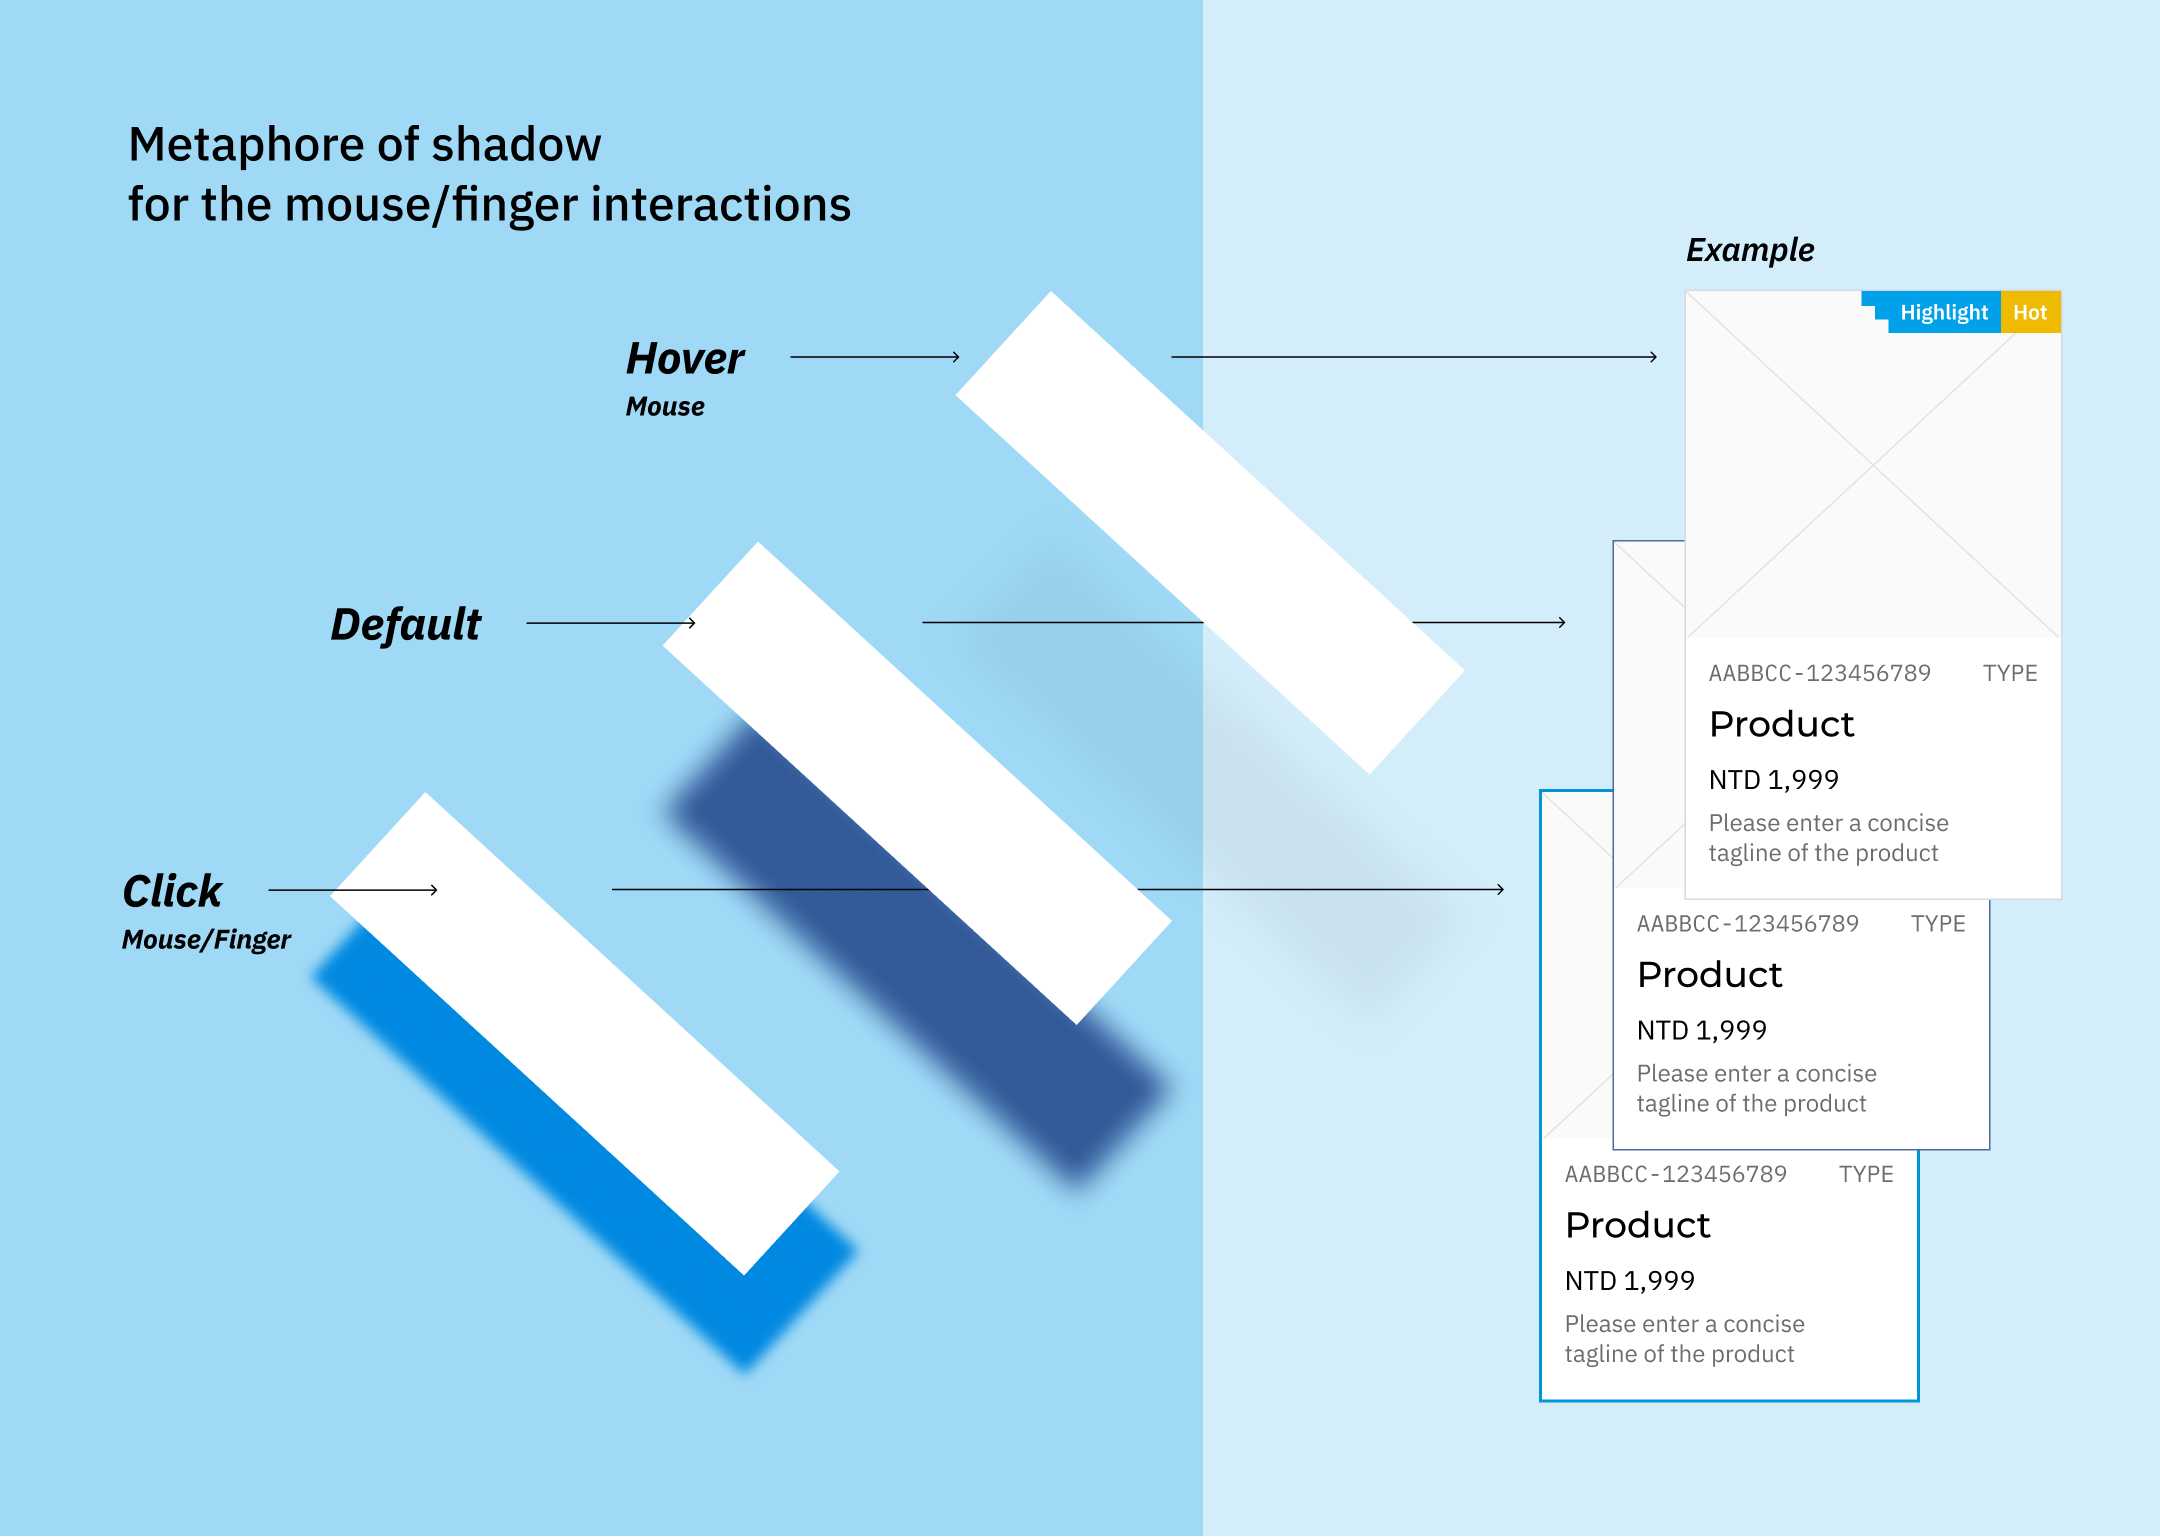 Metaphore of shadow
for the mouse/finger interactions
Example
Hover
Mouse
Default
Click
Mouse/Finger
Highlight Hot
AABBCC-123456789 TYPE
Product
NTD 1,999
Please enter a concise
tagline of the product
AABBCC-123456789 TYPE
Product
NTD 1,999
Please enter a concise
tagline of the product
AABBCC-123456789 TYPE
Product
NTD 1,999
Please enter a concise
tagline of the product